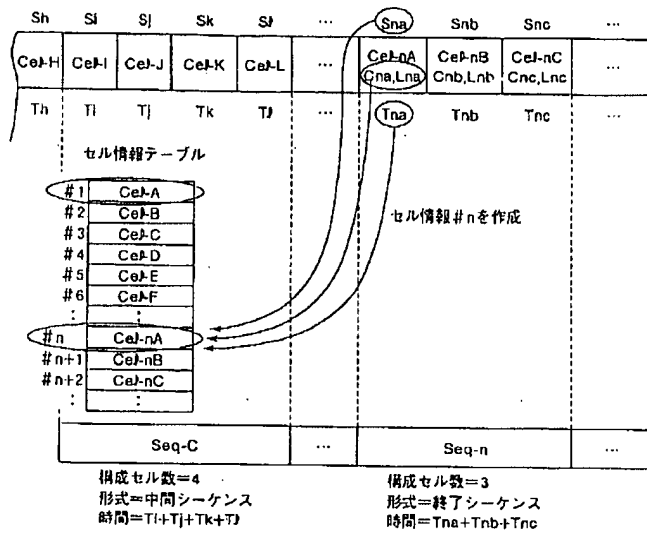 Sh Si Sj Sk Sl … Sna Snb Snc …
Cel-H Cel-I Cel-J Cel-K Cel-L … Cel-nA Cel-nB Cel-nC …
Cna,Lna Cnb,Lnb Cnc,Lnc
Th Ti Tj Tk Tl … Tna Tnb Tnc …
セル情報テーブル
#1 Cel-A
#2 Cel-B
#3 Cel-C
#4 Cel-D
#5 Cel-E
#6 Cel-F
: :
#n Cel-nA
#n+1 Cel-nB
#n+2 Cel-nC
: :
セル情報#nを作成
Seq-C … Seq-n …
構成セル数=4
形式=中間シーケンス
時間=Ti+Tj+Tk+Tl
構成セル数=3
形式=終了シーケンス
時間=Tna+Tnb+Tnc